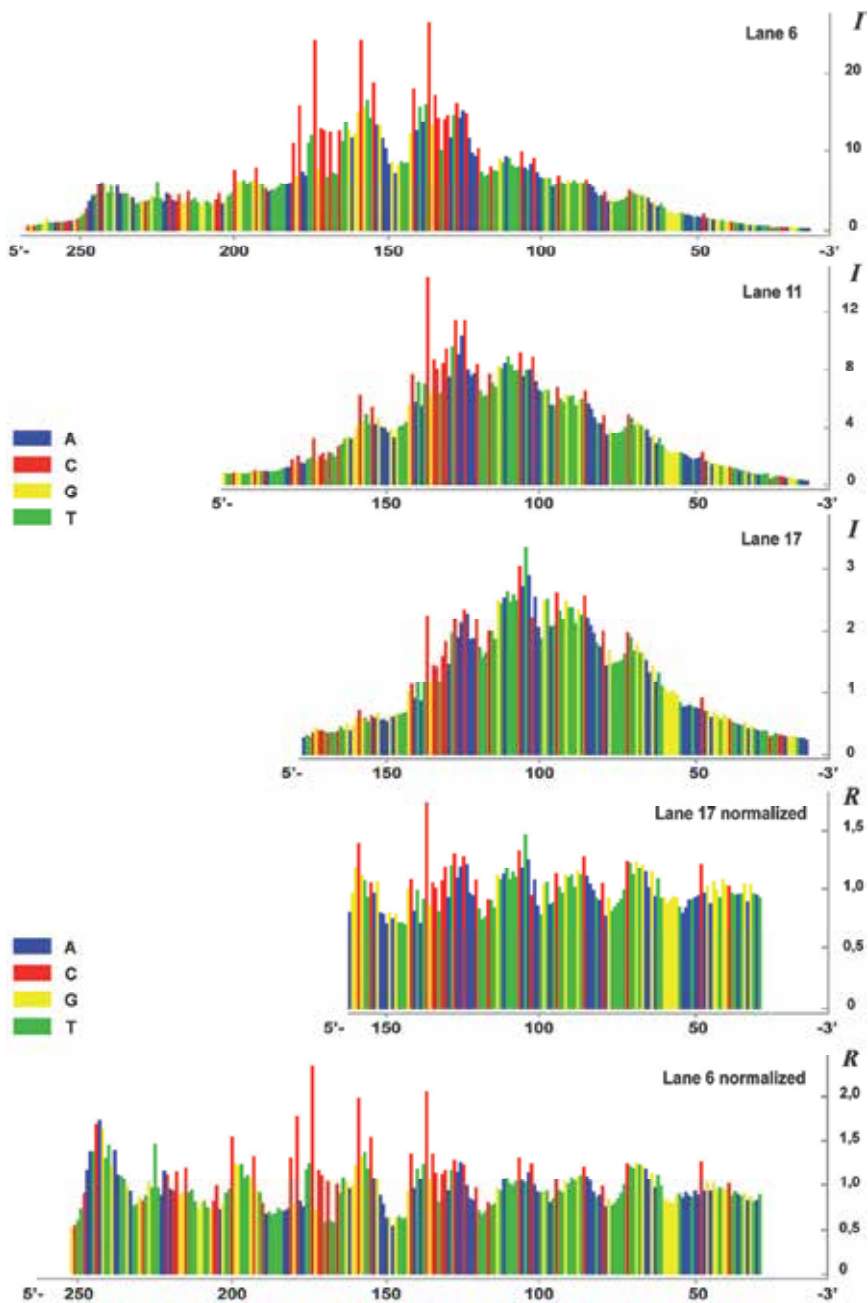 Lane 6
I
20
10
0
5'- 250 200 150 100 50 -3'
Lane 11
I
12
8
4
0
5'- 150 100 50 -3'
A
C
G
T
Lane 17
I
3
2
1
0
5'- 150 100 50 -3'
Lane 17 normalized
R
1,5
1,0
0,5
0
5'- 150 100 50 -3'
A
C
G
T
Lane 6 normalized
R
2,0
1,5
1,0
0,5
0
5'- 250 200 150 100 50 -3'